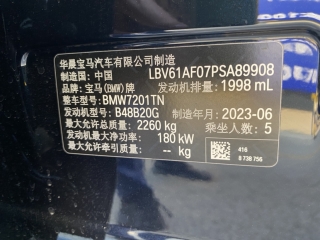 华晨宝马汽车有限公司制造
制造国: 中国 LBV61AF07PSA89908
品牌: 宝马(BMW)牌 发动机排量: 1998 mL
整车型号: BMW7201TN
发动机型号: B48B20G 制造年月: 2023-06
最大允许总质量: 2260 kg 乘坐人数: 5
发动机最大净功率: 180 kW
最大允许牵引质量: -- kg
416
9 738 756